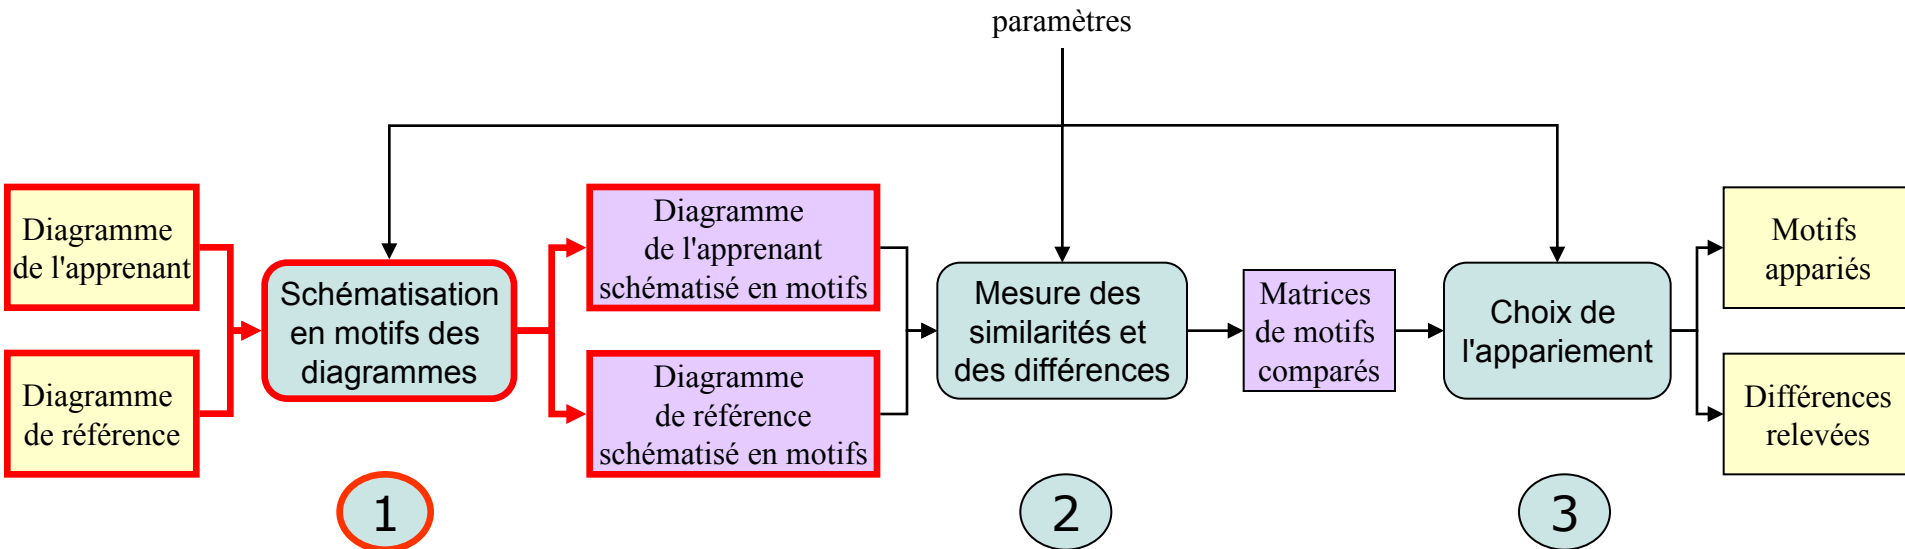 paramètres
Diagramme
de l'apprenant
Diagramme
de référence
Schématisation
en motifs des
diagrammes
Diagramme
de l'apprenant
schématisé en motifs
Diagramme
de référence
schématisé en motifs
Mesure des
similarités et
des différences
Matrices
de motifs
comparés
Choix de
l'appariement
Motifs
appariés
Différences
relevées
1
2
3